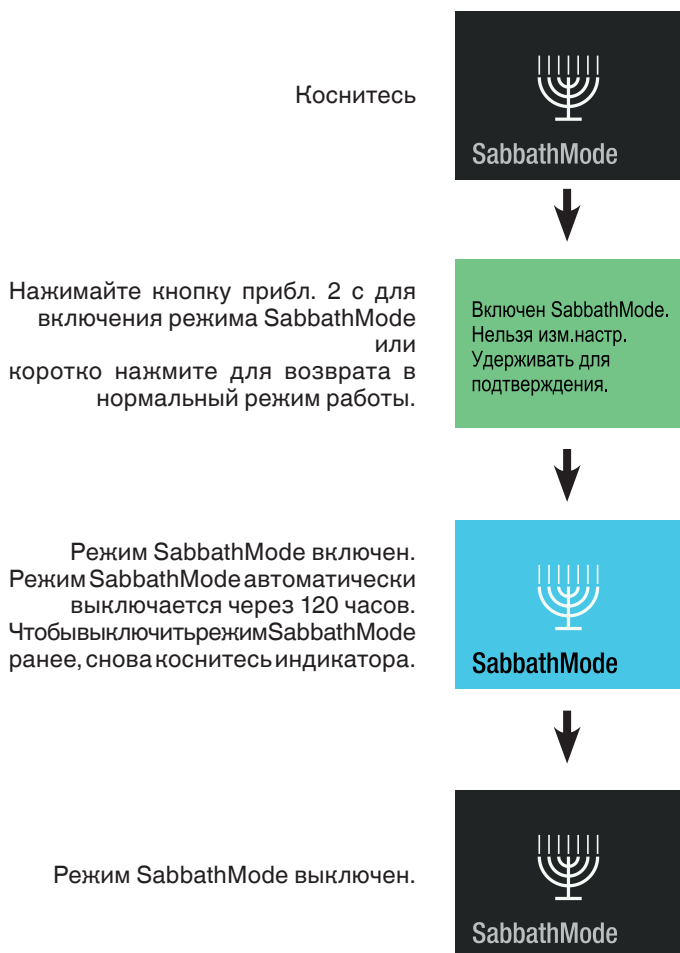 Коснитесь
SabbathMode
Нажимайте кнопку прибл. 2 с для
включения режима SabbathMode
или
коротко нажмите для возврата в
нормальный режим работы.
Включен SabbathMode.
Нельзя изм.настр.
Удерживать для
подтверждения.
Режим SabbathMode включен.
Режим SabbathMode автоматически
выключается через 120 часов.
Чтобы выключить режим SabbathMode
ранее, снова коснитесь индикатора.
SabbathMode
Режим SabbathMode выключен.
SabbathMode